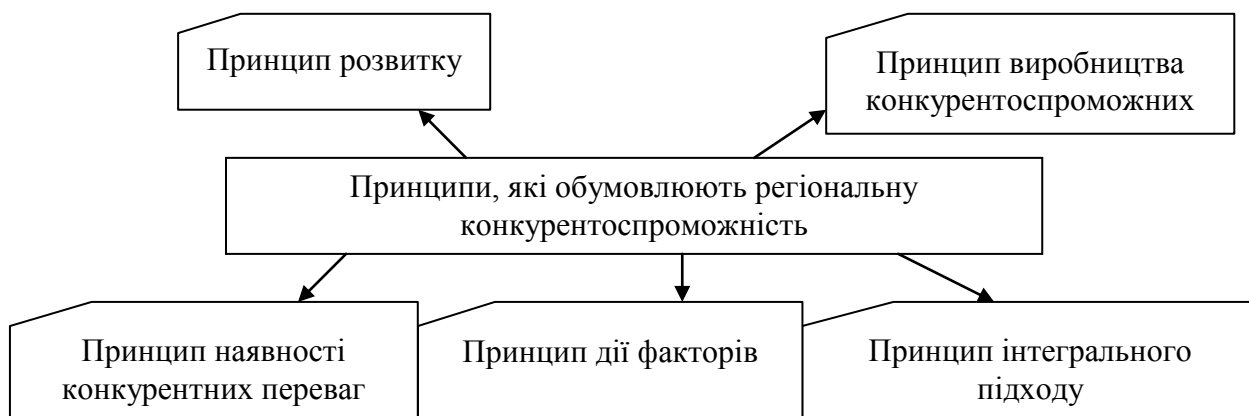 Принцип розвитку
Принцип виробництва
конкурентоспроможних
Принципи, які обумовлюють регіональну
конкурентоспроможність
Принцип наявності
конкурентних переваг
Принцип дії факторів
Принцип інтегрального
підходу